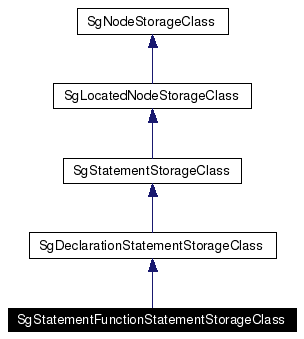 SgNodeStorageClass
SgLocatedNodeStorageClass
SgStatementStorageClass
SgDeclarationStatementStorageClass
SgStatementFunctionStatementStorageClass